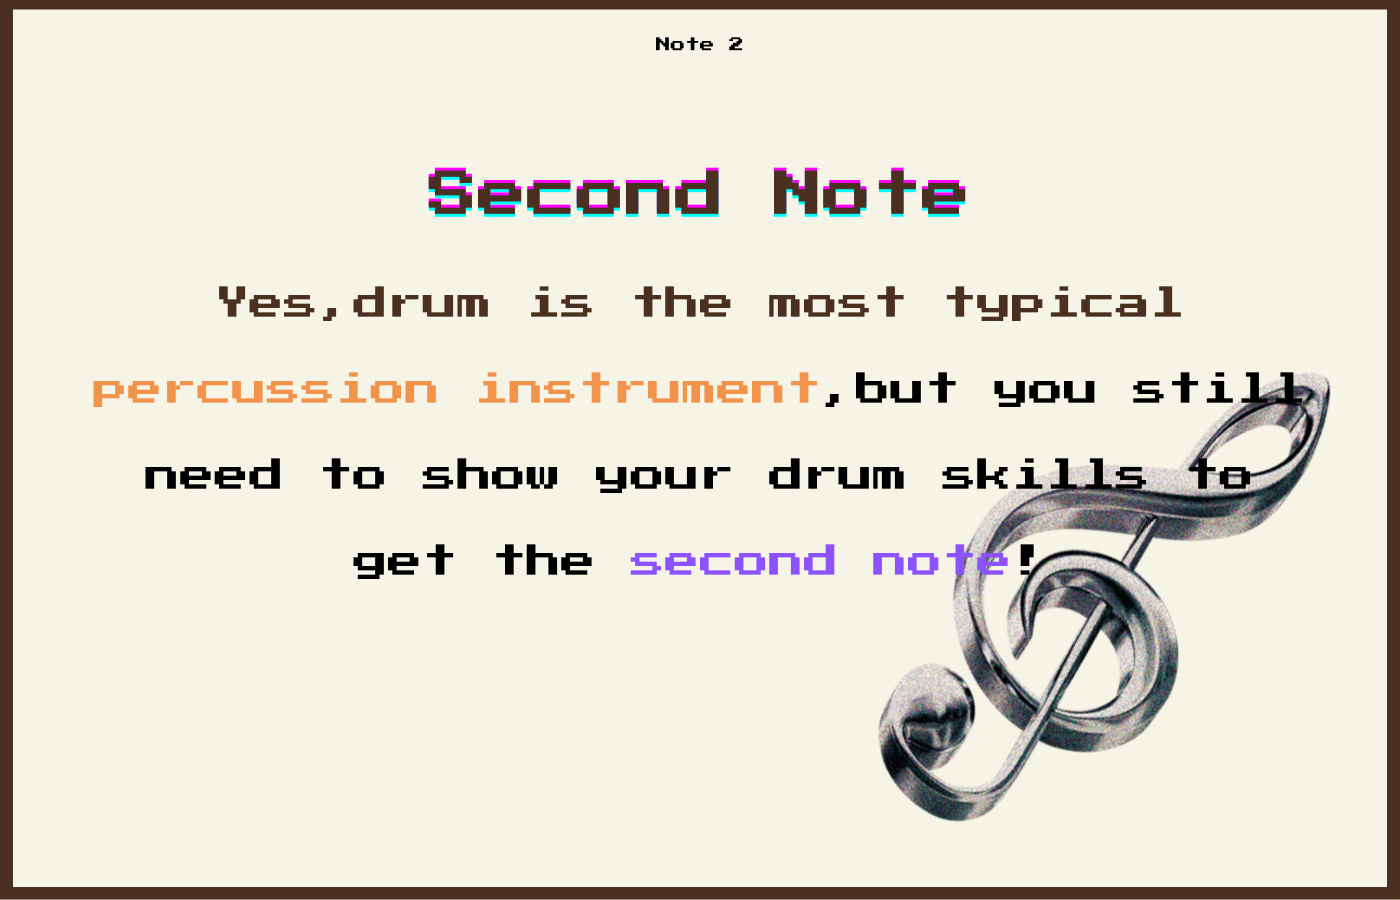 Note 2
Second Note
Yes,drum is the most typical
percussion instrument,but you still
need to show your drum skills to
get the second note!